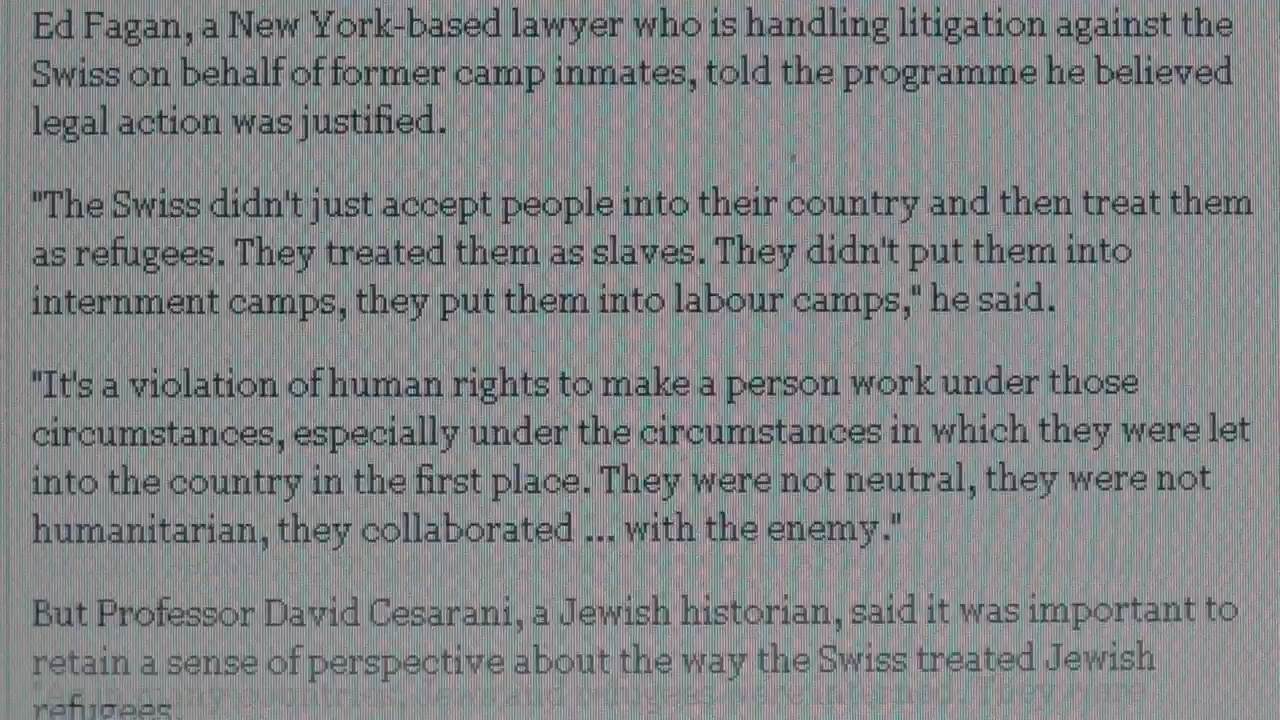 Ed Fagan, a New York-based lawyer who is handling litigation against the
Swiss on behalf of former camp inmates, told the programme he believed
legal action was justified.
"The Swiss didn't just accept people into their country and then treat them
as refugees. They treated them as slaves. They didn't put them into
internment camps, they put them into labour camps," he said.
"It's a violation of human rights to make a person work under those
circumstances, especially under the circumstances in which they were let
into the country in the first place. They were not neutral, they were not
humanitarian, they collaborated ... with the enemy."
But Professor David Cesarani, a Jewish historian, said it was important to
retain a sense of perspective about the way the Swiss treated Jewish
refugees.